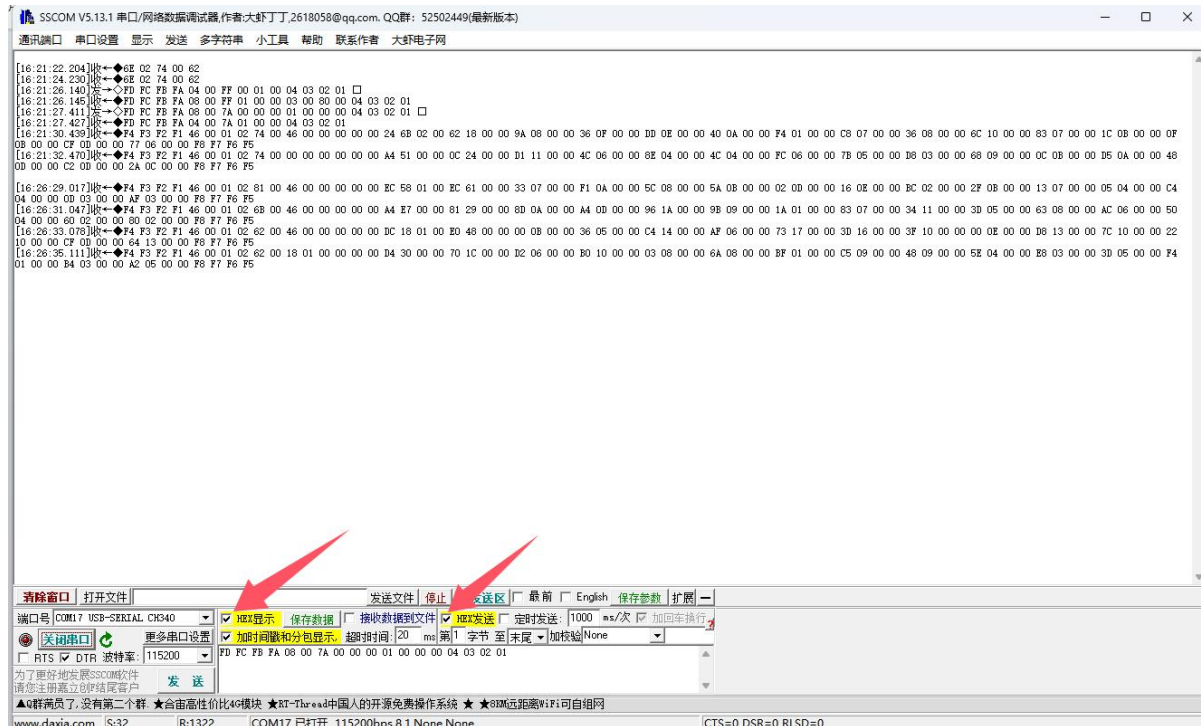 SSCOM V5.13.1 串口/网络数据调试器,作者:大虾丁丁,2618058@qq.com. QQ群: 52502449(最新版本)
通讯端口 串口设置 显示 发送 多字符串 小工具 帮助 联系作者 大虾电子网
[16:21:22.204]收←◆6E 02 74 00 62
[16:21:24.230]收←◆6E 02 74 00 62
[16:21:26.140]发→◇FD FC FB FA 04 00 FF 00 01 00 04 03 02 01 □
[16:21:26.145]收←◆FD FC FB FA 08 00 FF 01 00 00 03 00 80 00 04 03 02 01
[16:21:27.411]发→◇FD FC FB FA 08 00 7A 00 00 00 01 00 00 00 04 03 02 01 □
[16:21:27.427]收←◆FD FC FB FA 04 00 7A 01 00 00 04 03 02 01
[16:21:30.439]收←◆F4 F3 F2 F1 46 00 01 02 74 00 46 00 00 00 00 00 24 6B 02 00 62 18 00 00 9A 08 00 00 36 0F 00 00 DD 0E 00 00 40 0A 00 00 F4 01 00 00 C8 07 00 00 36 08 00 00 6C 10 00 00 83 07 00 00 1C 0B 00 00 0F
0B 00 00 CF 0D 00 00 77 06 00 00 F8 F7 F6 F5
[16:21:32.470]收←◆F4 F3 F2 F1 46 00 01 02 74 00 00 00 00 00 00 00 A4 51 00 00 0C 24 00 00 D1 11 00 00 4C 06 00 00 8E 04 00 00 4C 04 00 00 FC 06 00 00 7B 05 00 00 D8 03 00 00 68 09 00 00 0C 0B 00 00 D5 0A 00 00 48
0D 00 00 C2 0D 00 00 2A 0C 00 00 F8 F7 F6 F5
[16:26:29.017]收←◆F4 F3 F2 F1 46 00 01 02 81 00 46 00 00 00 00 00 EC 58 01 00 EC 61 00 00 33 07 00 00 F1 0A 00 00 5C 08 00 00 5A 0B 00 00 02 0D 00 00 16 0E 00 00 BC 02 00 00 2F 0B 00 00 13 07 00 00 05 04 00 00 C4
04 00 00 0D 03 00 00 AF 03 00 00 F8 F7 F6 F5
[16:26:31.047]收←◆F4 F3 F2 F1 46 00 01 02 6B 00 46 00 00 00 00 00 A4 E7 00 00 81 29 00 00 8D 0A 00 00 A4 0D 00 00 96 1A 00 00 9B 09 00 00 1A 01 00 00 83 07 00 00 34 11 00 00 3D 05 00 00 63 08 00 00 AC 06 00 00 50
04 00 00 60 02 00 00 80 02 00 00 F8 F7 F6 F5
[16:26:33.078]收←◆F4 F3 F2 F1 46 00 01 02 62 00 46 00 00 00 00 00 DC 18 01 00 E0 48 00 00 00 0B 00 00 36 05 00 00 C4 14 00 00 AF 06 00 00 73 17 00 00 3D 16 00 00 3F 10 00 00 00 0E 00 00 D8 13 00 00 7C 10 00 00 22
10 00 00 CF 0D 00 00 64 13 00 00 F8 F7 F6 F5
[16:26:35.111]收←◆F4 F3 F2 F1 46 00 01 02 62 00 18 01 00 00 00 00 D4 30 00 00 70 1C 00 00 D2 06 00 00 B0 10 00 00 03 08 00 00 6A 08 00 00 BF 01 00 00 C5 09 00 00 48 09 00 00 5E 04 00 00 E8 03 00 00 3D 05 00 00 F4
01 00 00 B4 03 00 00 A2 05 00 00 F8 F7 F6 F5
清除窗口 打开文件 发送文件 停止 发送区 最前 English 保存参数 扩展 —
端口号 COM17 USB-SERIAL CH340 HEX显示 保存数据 接收数据到文件 HEX发送 定时发送: 1000 ms/次 加回车换行
关闭串口 更多串口设置 加时间戳和分包显示, 超时时间: 20 ms 第 1 字节 至 末尾 加校验 None
RTS DTR 波特率: 115200 FD FC FB FA 08 00 7A 00 00 00 01 00 00 00 04 03 02 01
为了更好地发展SSCOM软件
请您注册嘉立创F结尾客户 发 送
▲Q群满员了,没有第二个群. ★合宙高性价比4G模块 ★RT-Thread中国人的开源免费操作系统 ★ ★8KM远距离WiFi可自组网
www.daxia.com S:32 R:1322 COM17 已打开 115200bps,8,1,None,None CTS=0 DSR=0 RLSD=0